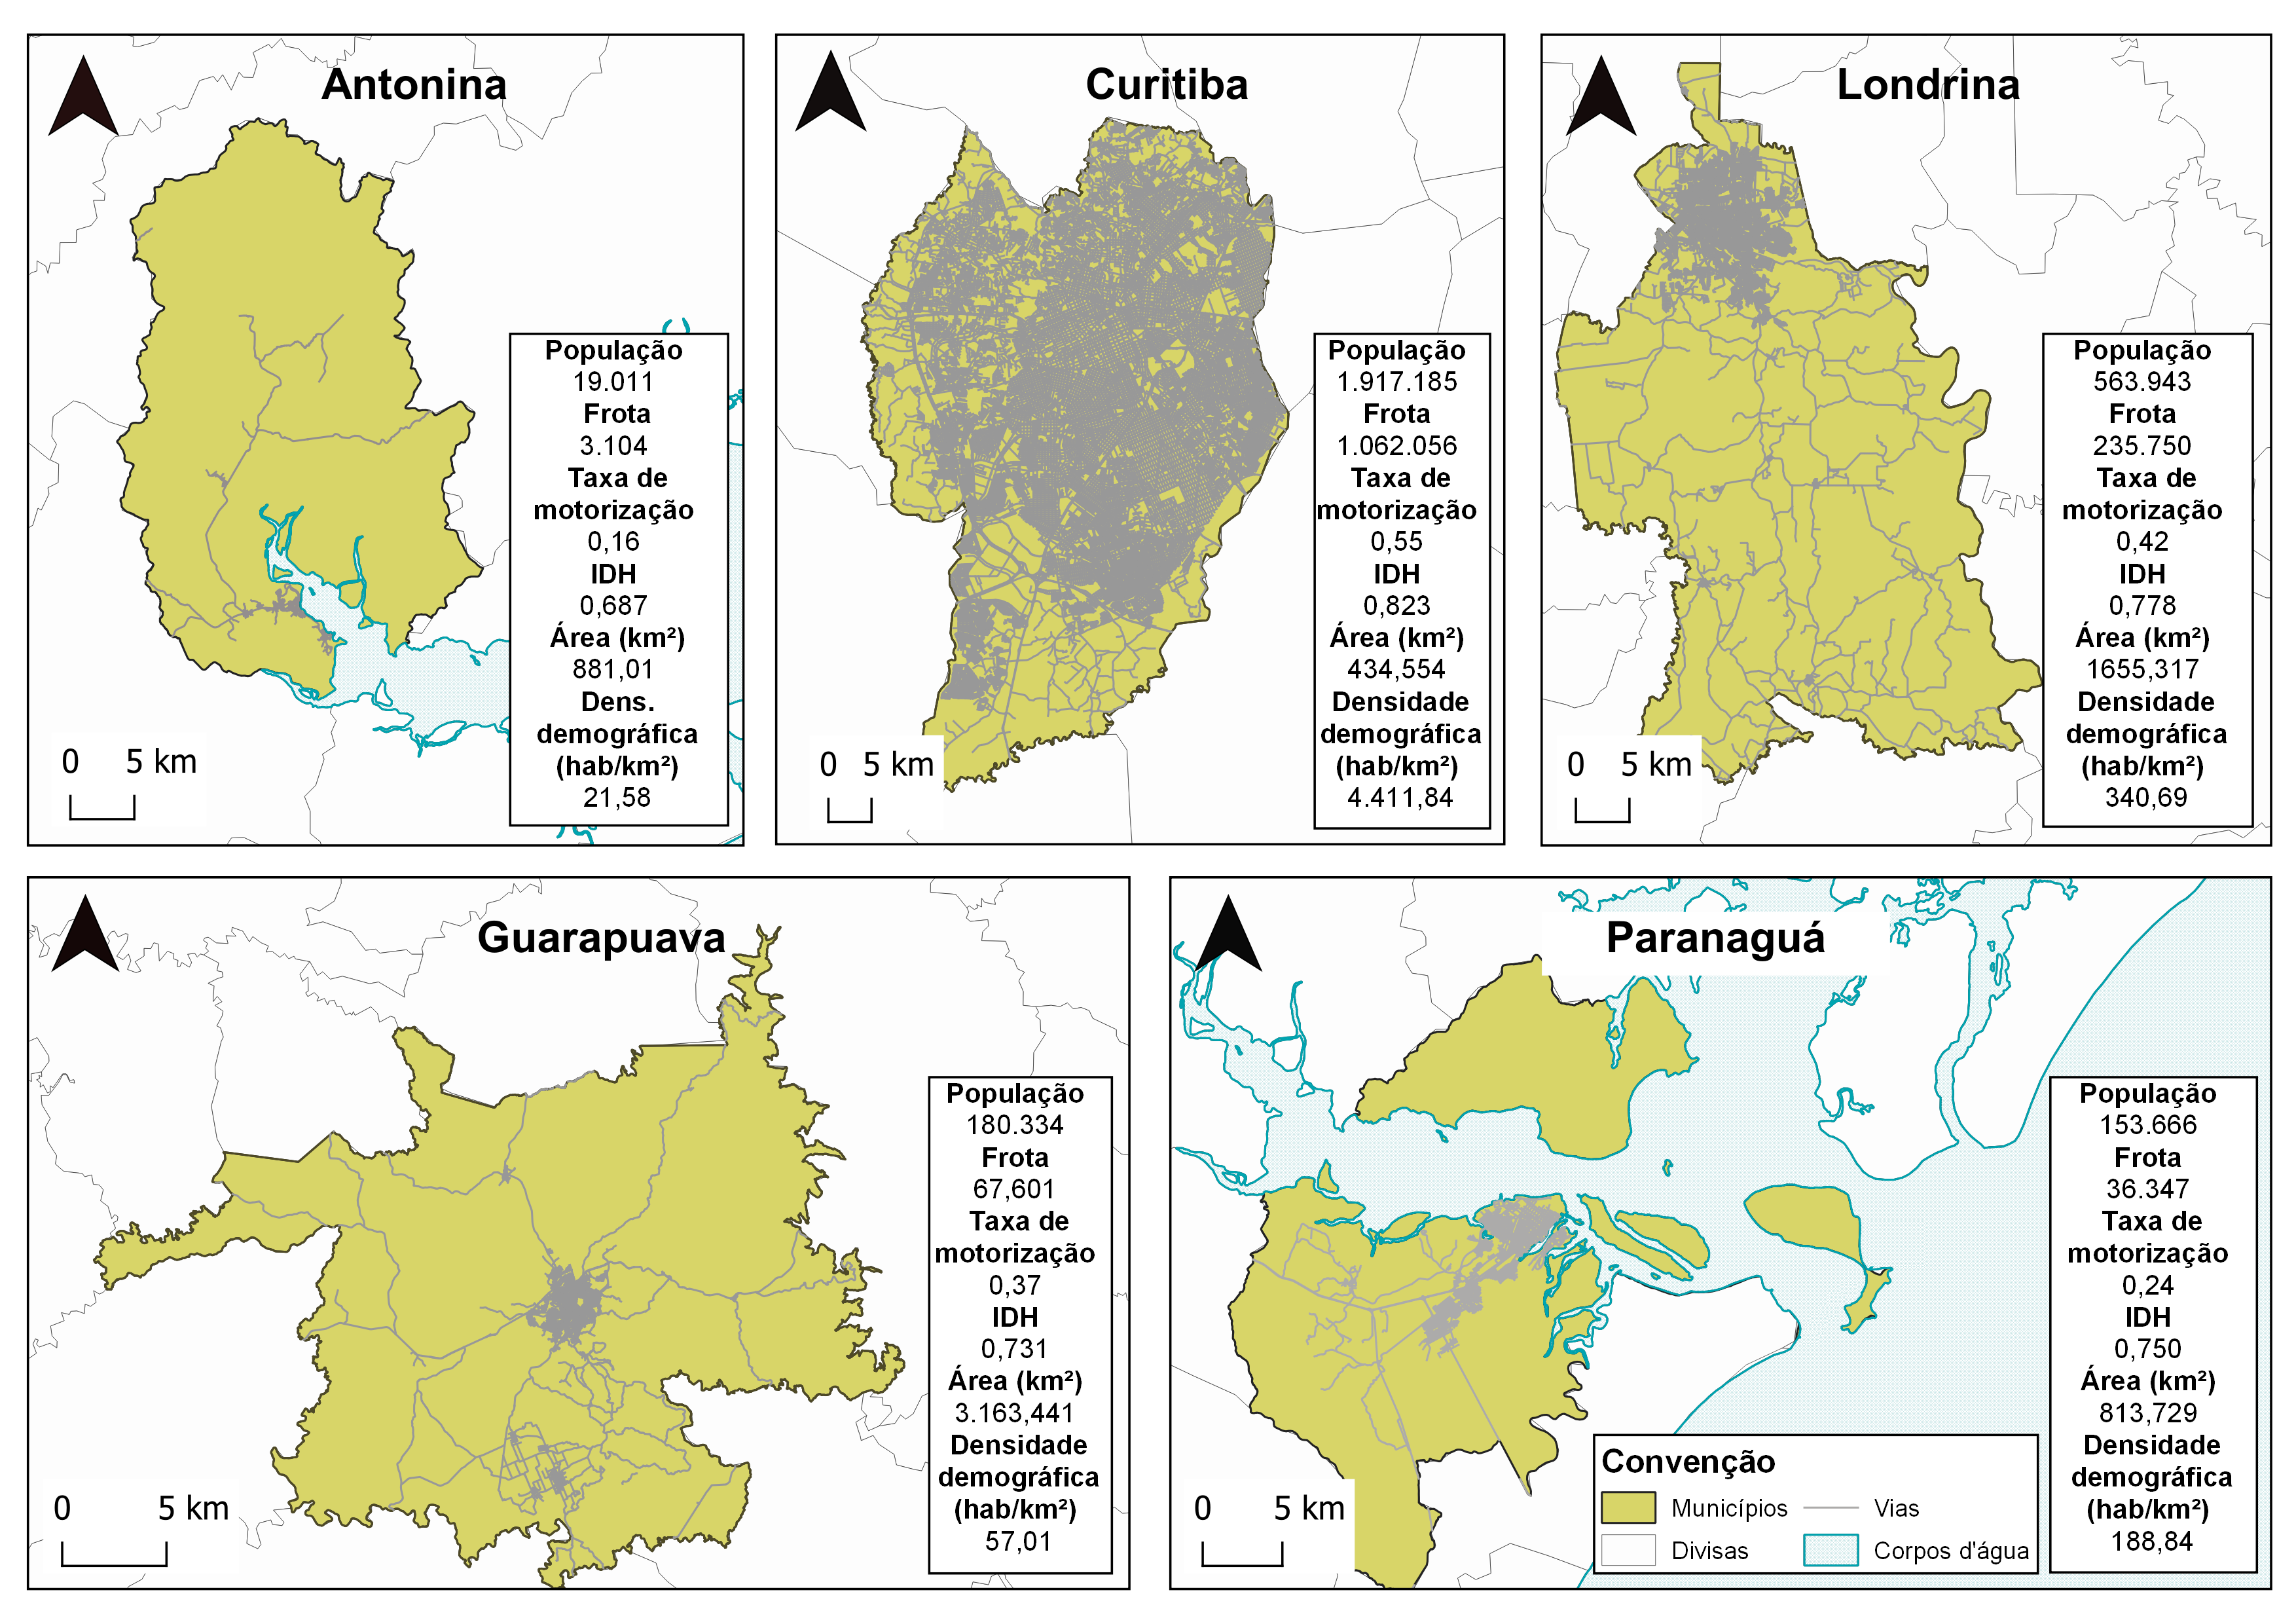 Antonina
População
19.011
Frota
3.104
Taxa de
motorização
0,16
IDH
0,687
Área (km²)
881,01
Dens.
demográfica
(hab/km²)
21,58
0 5 km
Curitiba
População
1.917.185
Frota
1.062.056
Taxa de
motorização
0,55
IDH
0,823
Área (km²)
434,554
Densidade
demográfica
(hab/km²)
4.411,84
0 5 km
Londrina
População
563.943
Frota
235.750
Taxa de
motorização
0,42
IDH
0,778
Área (km²)
1655,317
Densidade
demográfica
(hab/km²)
340,69
0 5 km
Guarapuava
População
180.334
Frota
67,601
Taxa de
motorização
0,37
IDH
0,731
Área (km²)
3.163,441
Densidade
demográfica
(hab/km²)
57,01
0 5 km
Paranaguá
População
153.666
Frota
36.347
Taxa de
motorização
0,24
IDH
0,750
Área (km²)
813,729
Densidade
demográfica
(hab/km²)
188,84
0 5 km
Convenção
Municípios
Vias
Divisas
Corpos d'água